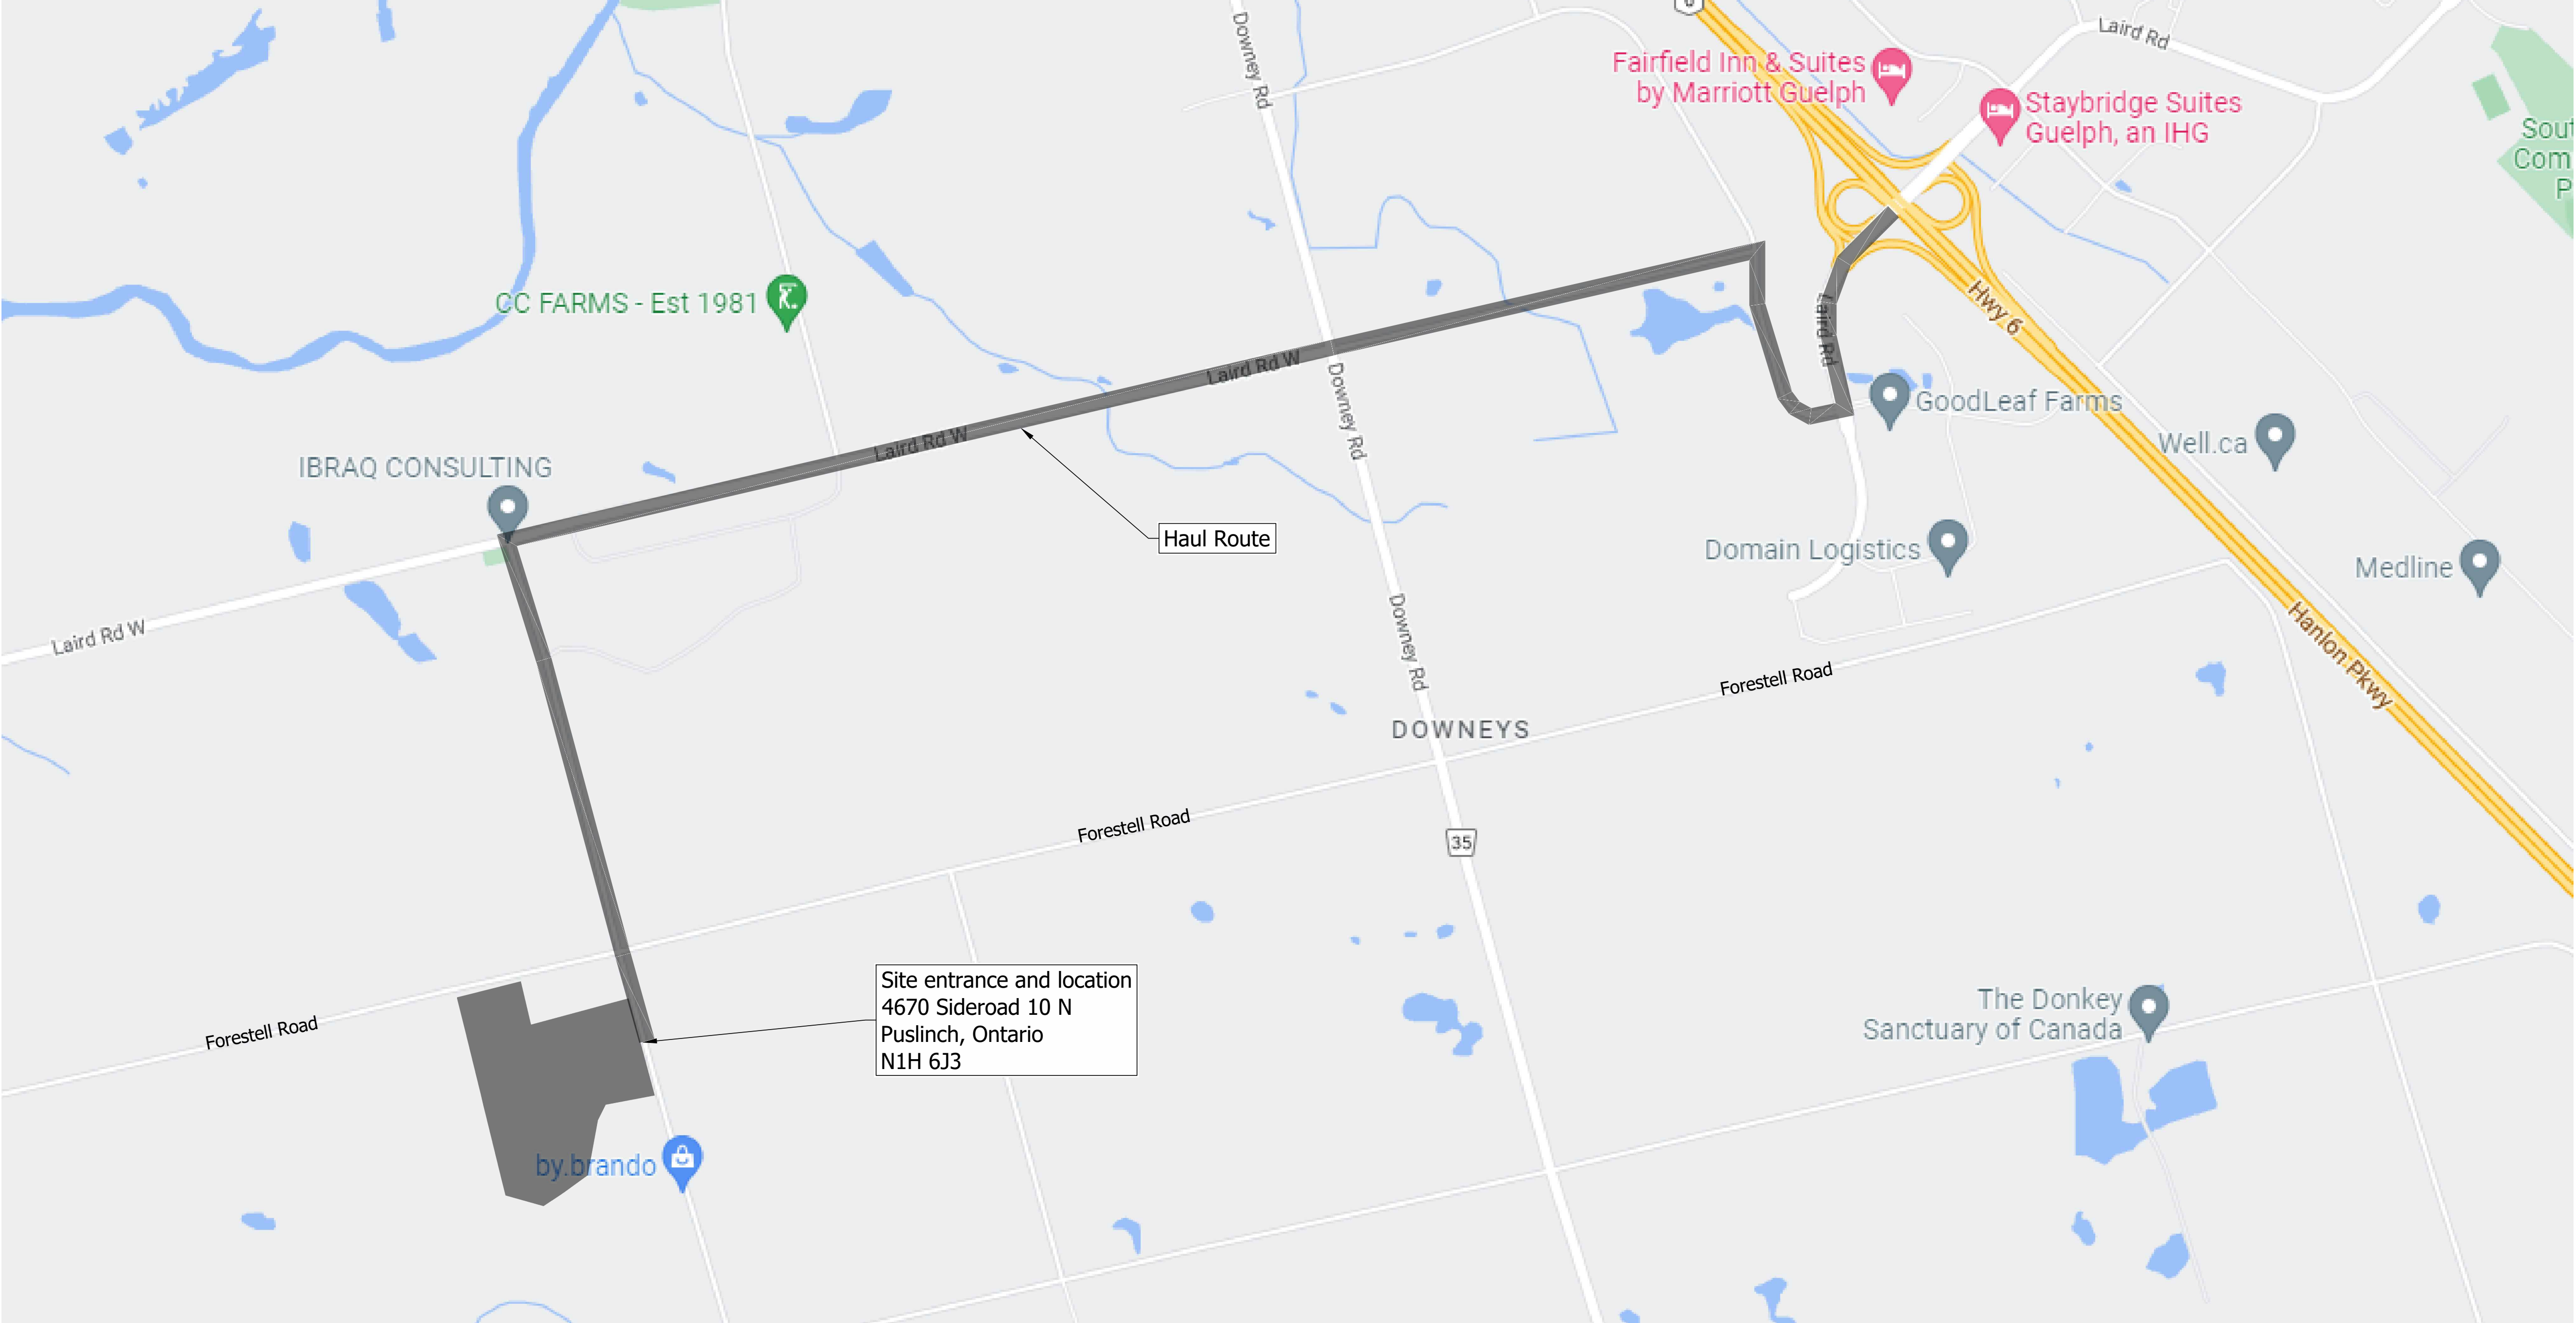 Downey Rd
6
Laird Rd
Fairfield Inn & Suites
by Marriott Guelph
Staybridge Suites
Guelph, an IHG
Sout
Com
P
CC FARMS - Est 1981
Hwy 6
Laird Rd
Laird Rd W
Downey Rd
GoodLeaf Farms
Well.ca
Laird Rd W
IBRAQ CONSULTING
Haul Route
Domain Logistics
Medline
Laird Rd W
Downey Rd
Hanlon Pkwy
Forestell Road
DOWNEYS
Forestell Road
35
Site entrance and location
4670 Sideroad 10 N
Puslinch, Ontario
N1H 6J3
Forestell Road
The Donkey
Sanctuary of Canada
by.brando